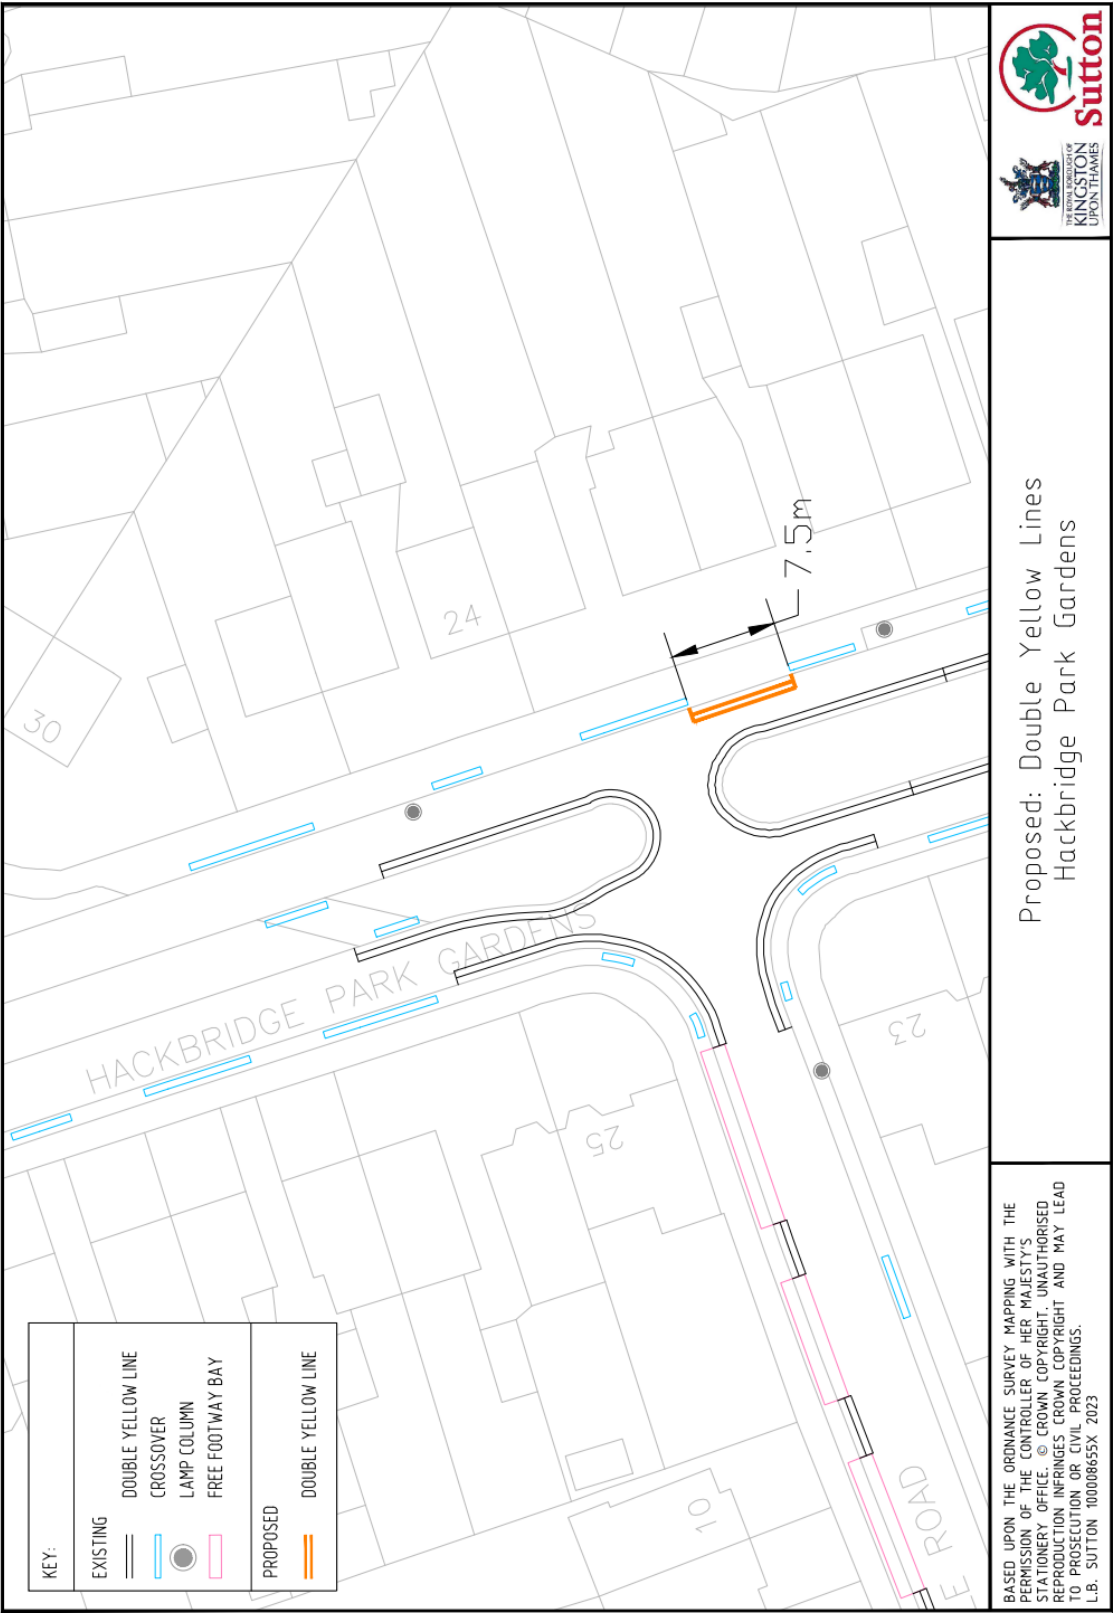 KEY:
EXISTING
DOUBLE YELLOW LINE
CROSSOVER
LAMP COLUMN
FREE FOOTWAY BAY
PROPOSED
DOUBLE YELLOW LINE
30
24
HACKBRIDGE PARK GARDENS
25
23
10
E ROAD
7.5m
BASED UPON THE ORDNANCE SURVEY MAPPING WITH THE
PERMISSION OF THE CONTROLLER OF HER MAJESTY'S
STATIONERY OFFICE. © CROWN COPYRIGHT. UNAUTHORISED
REPRODUCTION INFRINGES CROWN COPYRIGHT AND MAY LEAD
TO PROSECUTION OR CIVIL PROCEEDINGS.
L.B. SUTTON 100008655X 2023
Proposed: Double Yellow Lines
Hackbridge Park Gardens
THE ROYAL BOROUGH OF
KINGSTON
UPON THAMES
Sutton